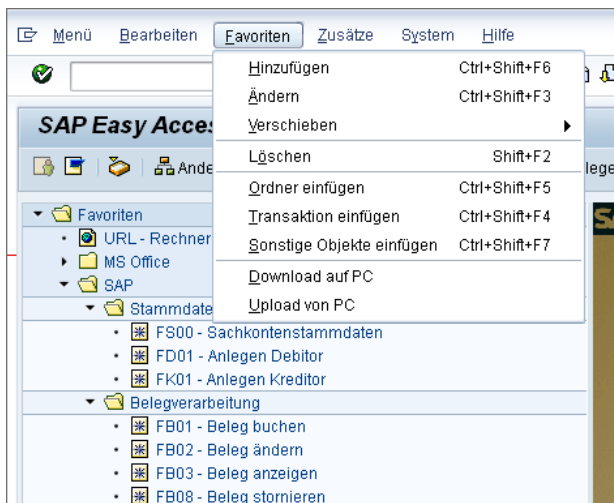 Menü Bearbeiten Favoriten Zusätze System Hilfe
Hinzufügen Ctrl+Shift+F6
Ändern Ctrl+Shift+F3
Verschieben
SAP Easy Acces
Löschen Shift+F2
Ande
lege
Ordner einfügen Ctrl+Shift+F5
Transaktion einfügen Ctrl+Shift+F4
Sonstige Objekte einfügen Ctrl+Shift+F7
Download auf PC
Upload von PC
Favoriten
URL - Rechner
MS Office
SAP
Stammdate
FS00 - Sachkontenstammdaten
FD01 - Anlegen Debitor
FK01 - Anlegen Kreditor
Belegverarbeitung
FB01 - Beleg buchen
FB02 - Beleg ändern
FB03 - Beleg anzeigen
FB08 - Beleg stornieren